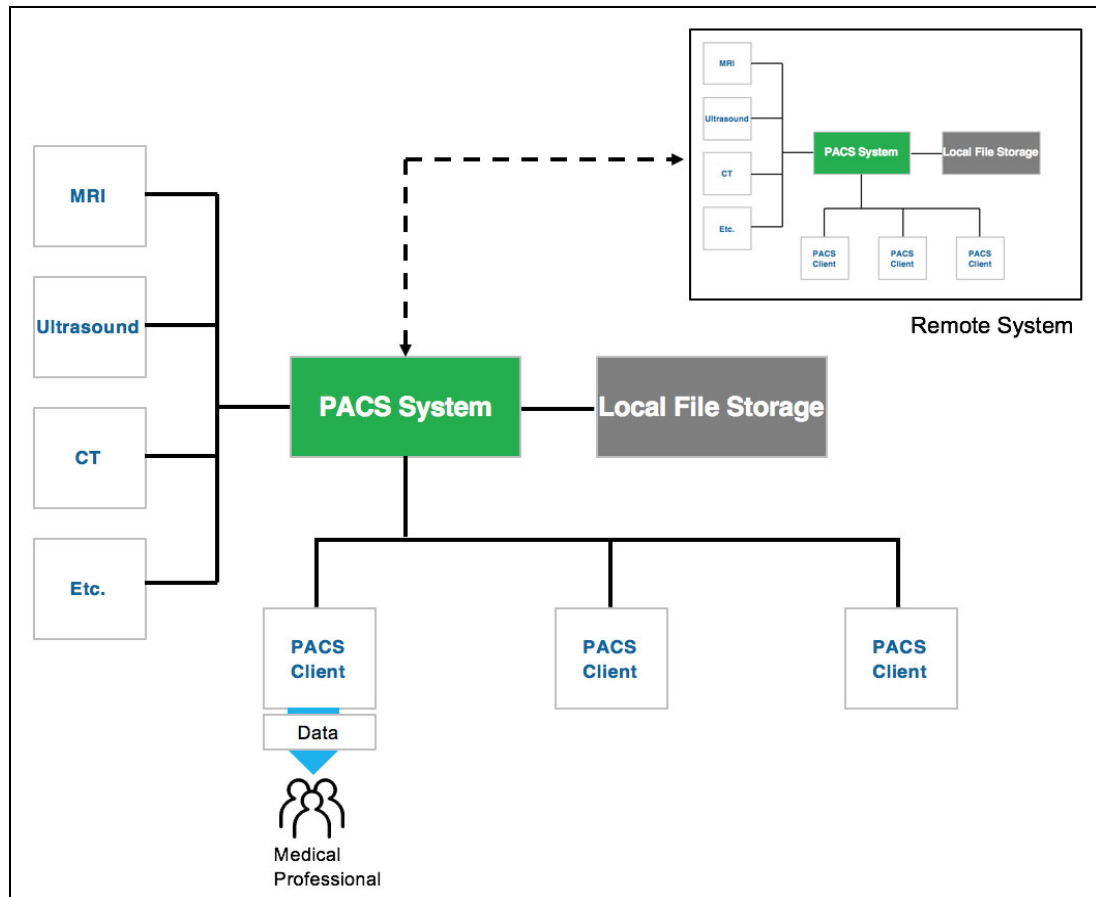 MRI
Ultrasound
CT
Etc.
PACS System
Local File Storage
PACS
Client
PACS
Client
PACS
Client
Remote System
MRI
Ultrasound
CT
Etc.
PACS System
Local File Storage
PACS
Client
PACS
Client
PACS
Client
Data
Medical
Professional